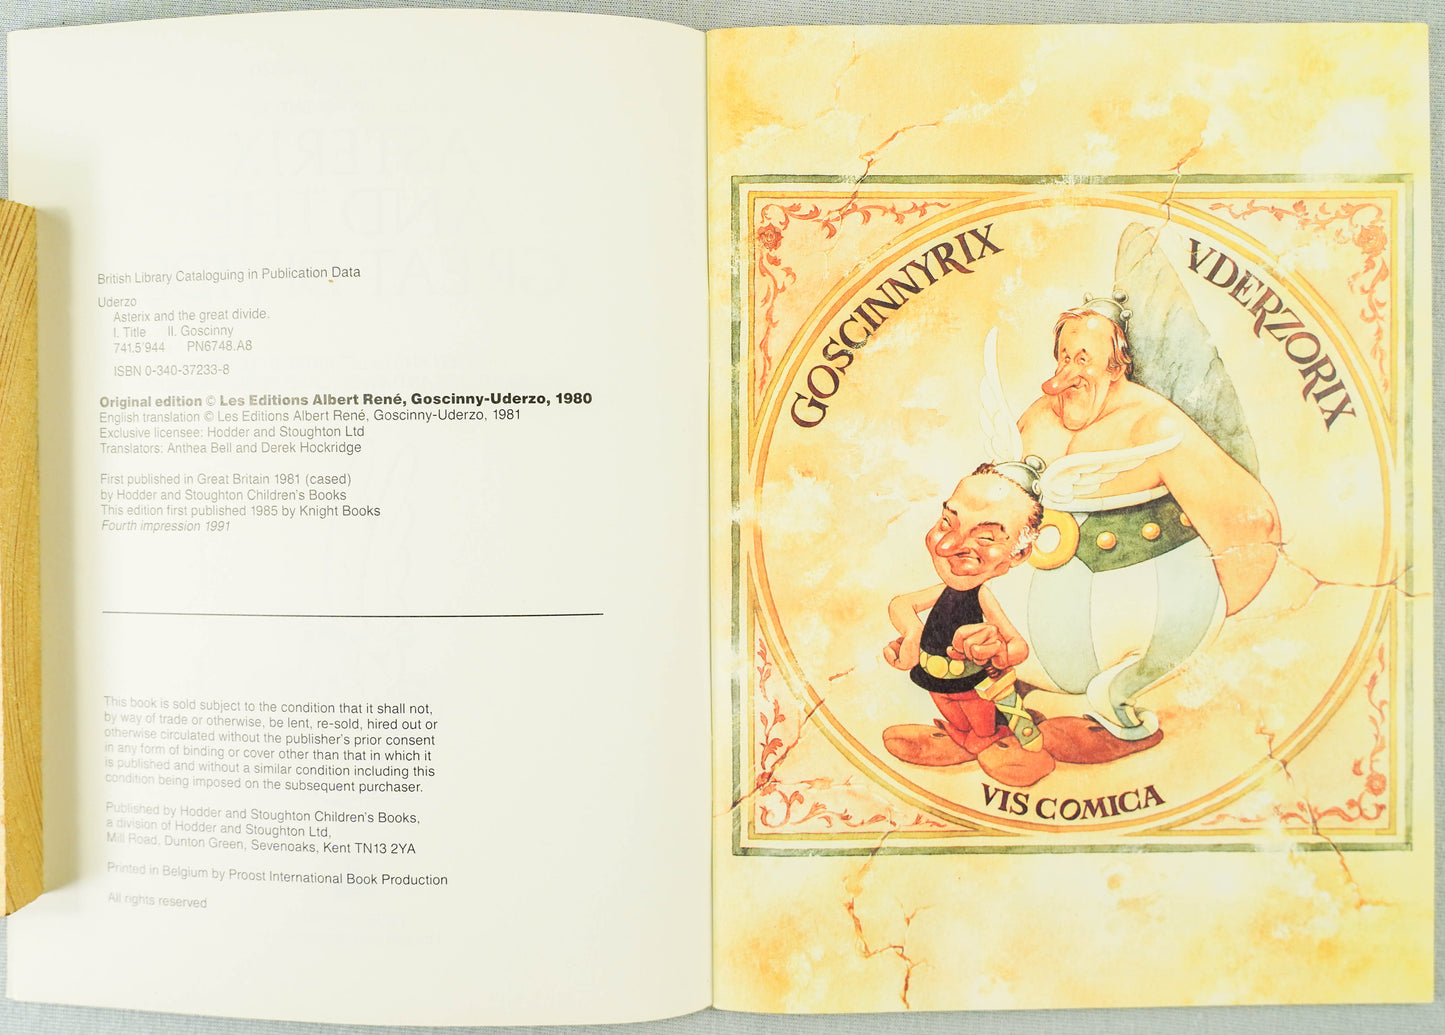 British Library Cataloguing in Publication Data
Uderzo
Asterix and the great divide.
I. Title II. Goscinny
741.5'944 PN6748.A8
ISBN 0-340-37233-8
Original edition © Les Editions Albert René, Goscinny-Uderzo, 1980
English translation © Les Editions Albert René, Goscinny-Uderzo, 1981
Exclusive licensee: Hodder and Stoughton Ltd
Translators: Anthea Bell and Derek Hockridge
First published in Great Britain 1981 (cased)
by Hodder and Stoughton Children's Books
This edition first published 1985 by Knight Books
Fourth impression 1991
This book is sold subject to the condition that it shall not,
by way of trade or otherwise, be lent, re-sold, hired out or
otherwise circulated without the publisher's prior consent
in any form of binding or cover other than that in which it
is published and without a similar condition including this
condition being imposed on the subsequent purchaser.
Published by Hodder and Stoughton Children's Books,
a division of Hodder and Stoughton Ltd,
Mill Road, Dunton Green, Sevenoaks, Kent TN13 2YA
Printed in Belgium by Proost International Book Production
All rights reserved
GOSCINNYRIX
VDERZORIX
VIS COMICA